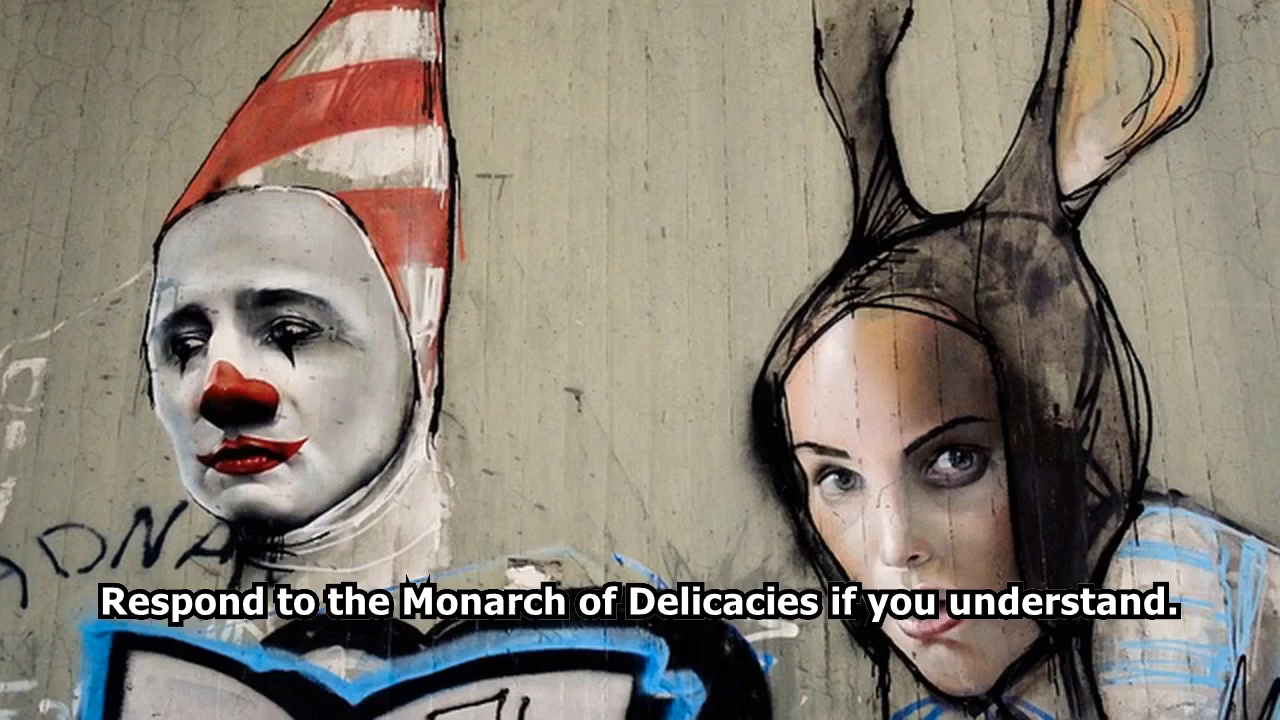 Respond to the Monarch of Delicacies if you understand.